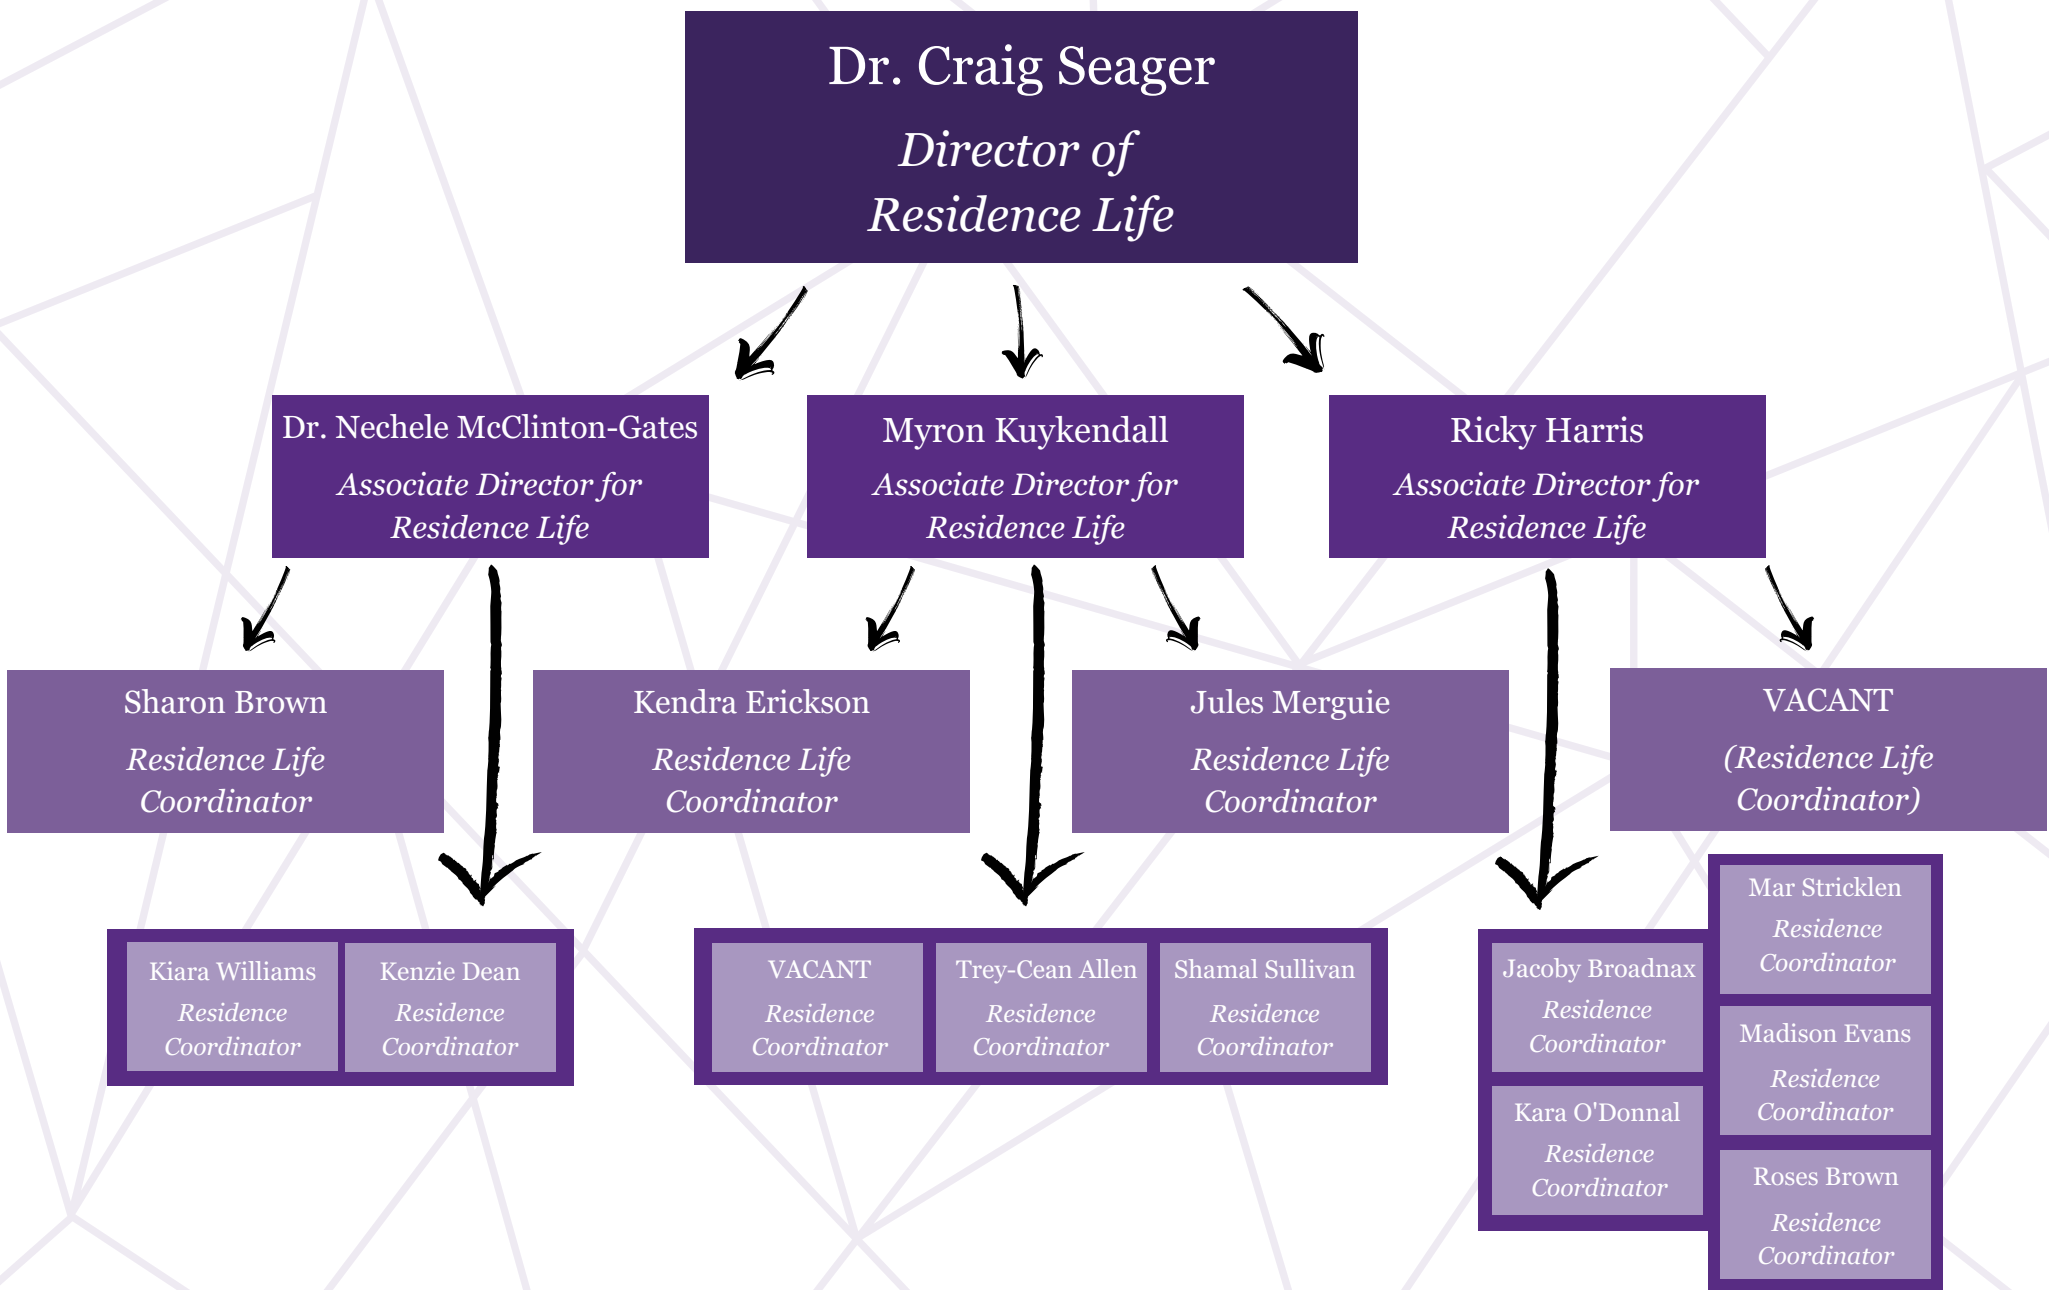 Dr. Craig Seager
Director of
Residence Life
Dr. Nechele McClinton-Gates
Associate Director for
Residence Life
Myron Kuykendall
Associate Director for
Residence Life
Ricky Harris
Associate Director for
Residence Life
Sharon Brown
Residence Life
Coordinator
Kendra Erickson
Residence Life
Coordinator
Jules Merguie
Residence Life
Coordinator
VACANT
(Residence Life
Coordinator)
Kiara Williams
Residence
Coordinator
Kenzie Dean
Residence
Coordinator
VACANT
Residence
Coordinator
Trey-Cean Allen
Residence
Coordinator
Shamal Sullivan
Residence
Coordinator
Jacoby Broadnax
Residence
Coordinator
Kara O'Donnal
Residence
Coordinator
Mar Stricklen
Residence
Coordinator
Madison Evans
Residence
Coordinator
Roses Brown
Residence
Coordinator